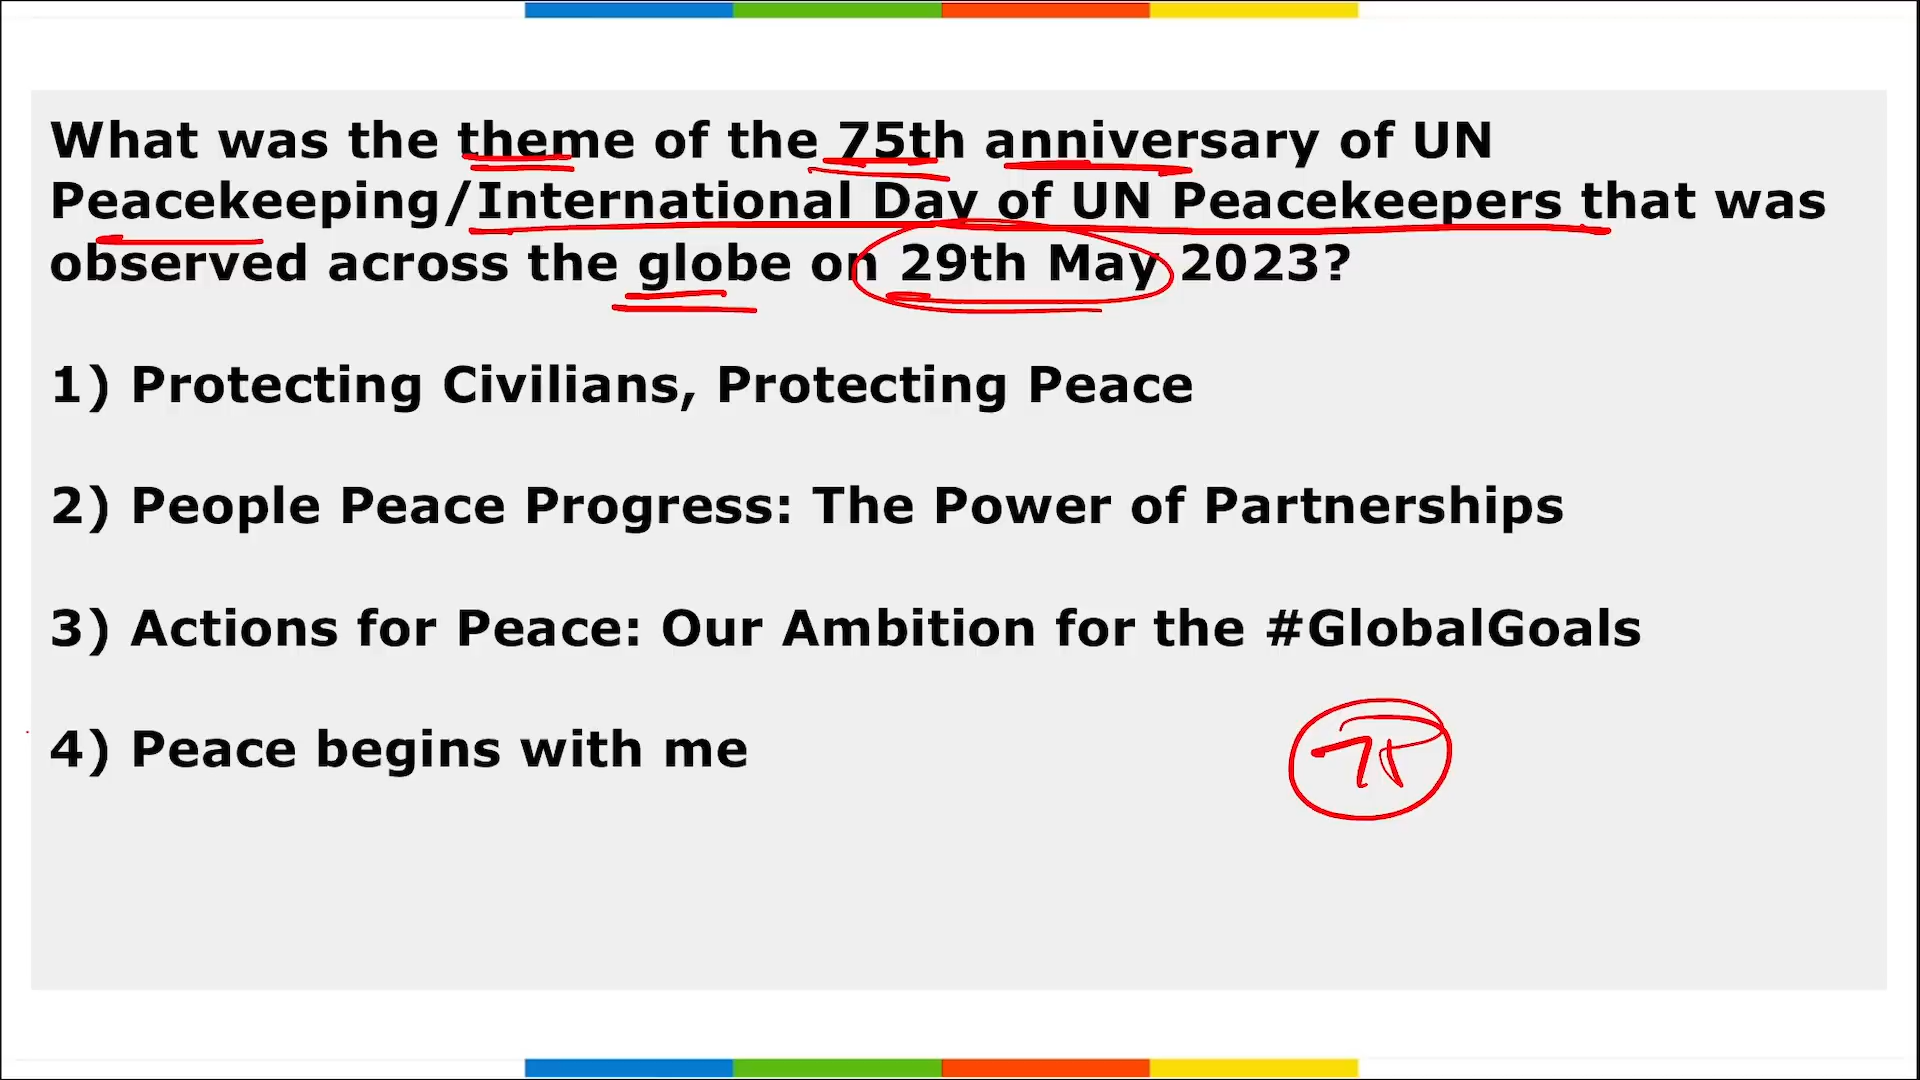 What was the theme of the 75th anniversary of UN
Peacekeeping/International Day of UN Peacekeepers that was
observed across the globe on 29th May 2023?
1) Protecting Civilians, Protecting Peace
2) People Peace Progress: The Power of Partnerships
3) Actions for Peace: Our Ambition for the #GlobalGoals
4) Peace begins with me
75